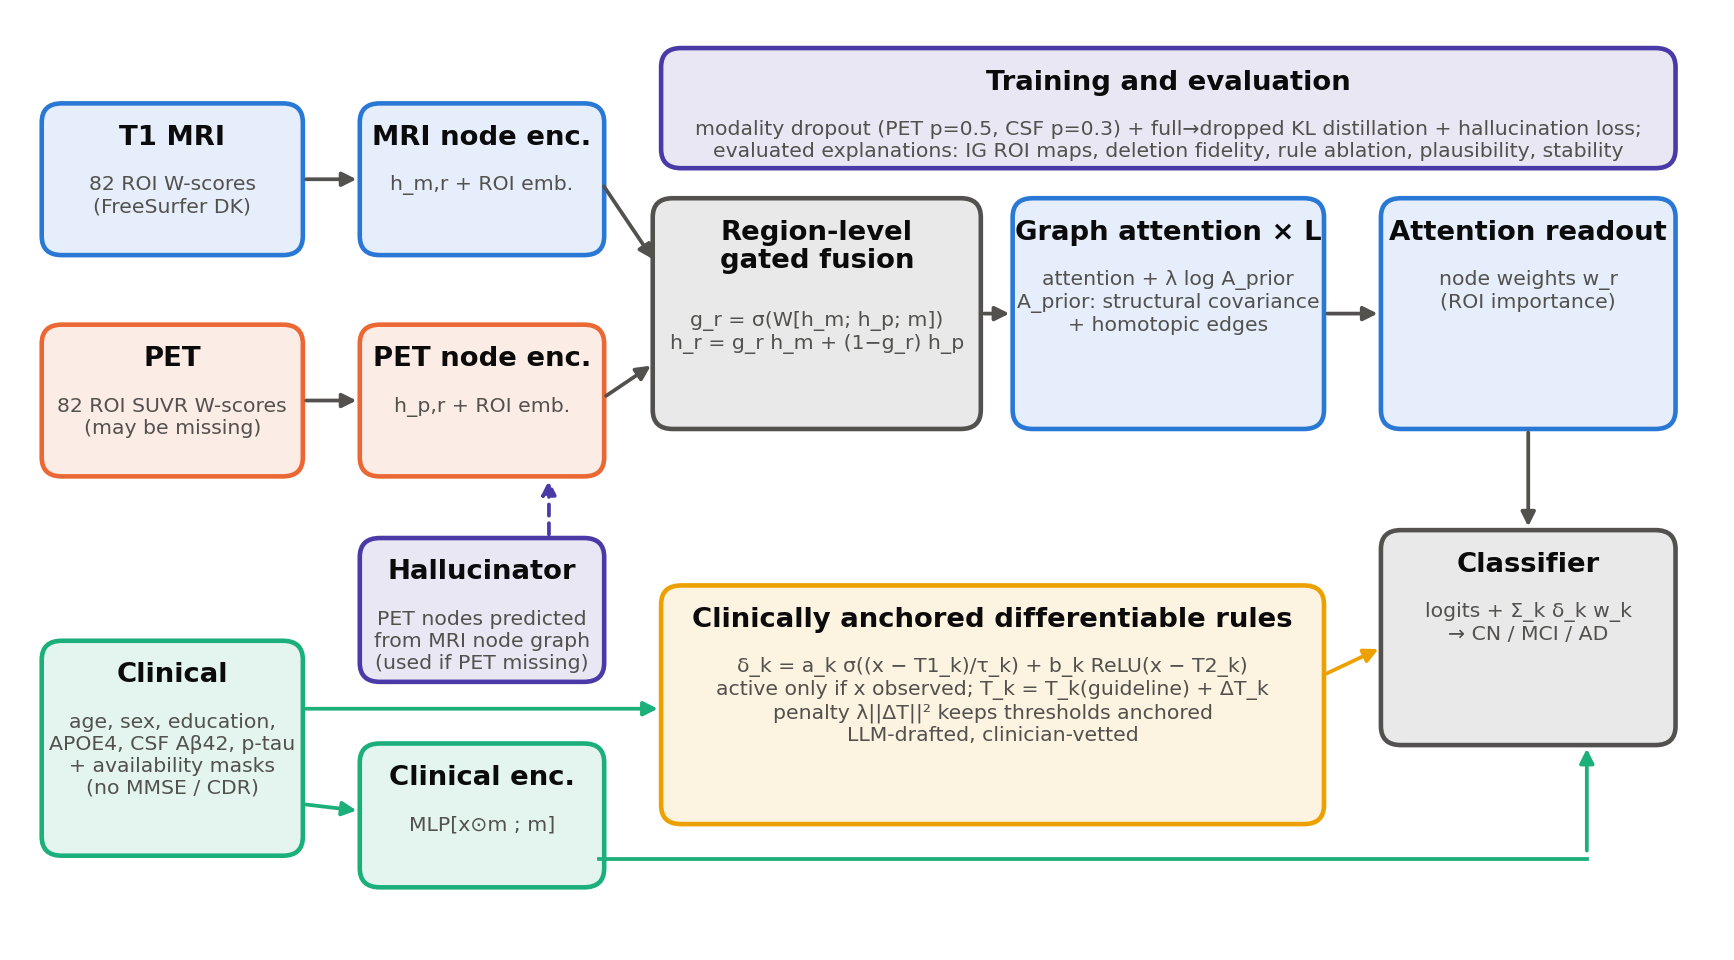 Training and evaluation
modality dropout (PET p=0.5, CSF p=0.3) + full→dropped KL distillation + hallucination loss;
evaluated explanations: IG ROI maps, deletion fidelity, rule ablation, plausibility, stability
T1 MRI
82 ROI W-scores
(FreeSurfer DK)
MRI node enc.
h_m,r + ROI emb.
Region-level
gated fusion
g_r = σ(W[h_m; h_p; m])
h_r = g_r h_m + (1−g_r) h_p
Graph attention × L
attention + λ log A_prior
A_prior: structural covariance
+ homotopic edges
Attention readout
node weights w_r
(ROI importance)
PET
82 ROI SUVR W-scores
(may be missing)
PET node enc.
h_p,r + ROI emb.
Hallucinator
PET nodes predicted
from MRI node graph
(used if PET missing)
Clinically anchored differentiable rules
δ_k = a_k σ((x − T1_k)/τ_k) + b_k ReLU(x − T2_k)
active only if x observed; T_k = T_k(guideline) + ΔT_k
penalty λ||ΔT||² keeps thresholds anchored
LLM-drafted, clinician-vetted
Classifier
logits + Σ_k δ_k w_k
→ CN / MCI / AD
Clinical
age, sex, education,
APOE4, CSF Aβ42, p-tau
+ availability masks
(no MMSE / CDR)
Clinical enc.
MLP[x⊙m ; m]